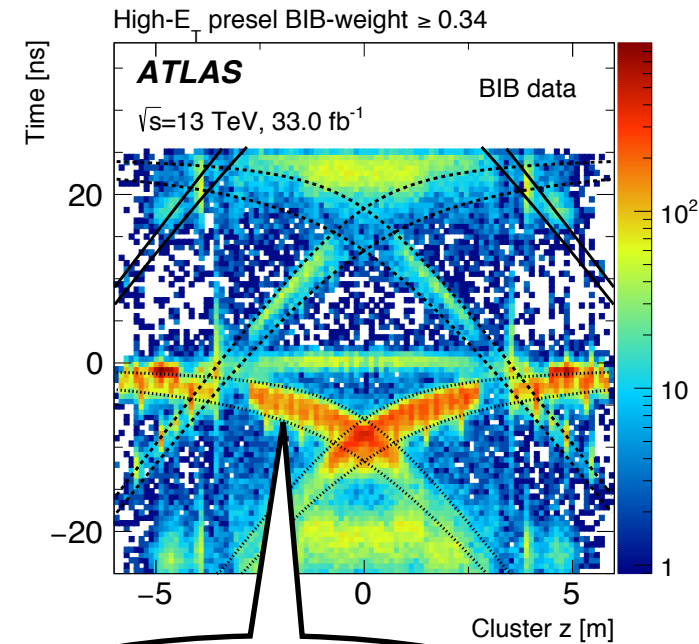 High-E_T presel BIB-weight ≥ 0.34
Time [ns]
ATLAS
BIB data
√s=13 TeV, 33.0 fb⁻¹
20
0
−20
10²
10
1
−5
0
5
Cluster z [m]